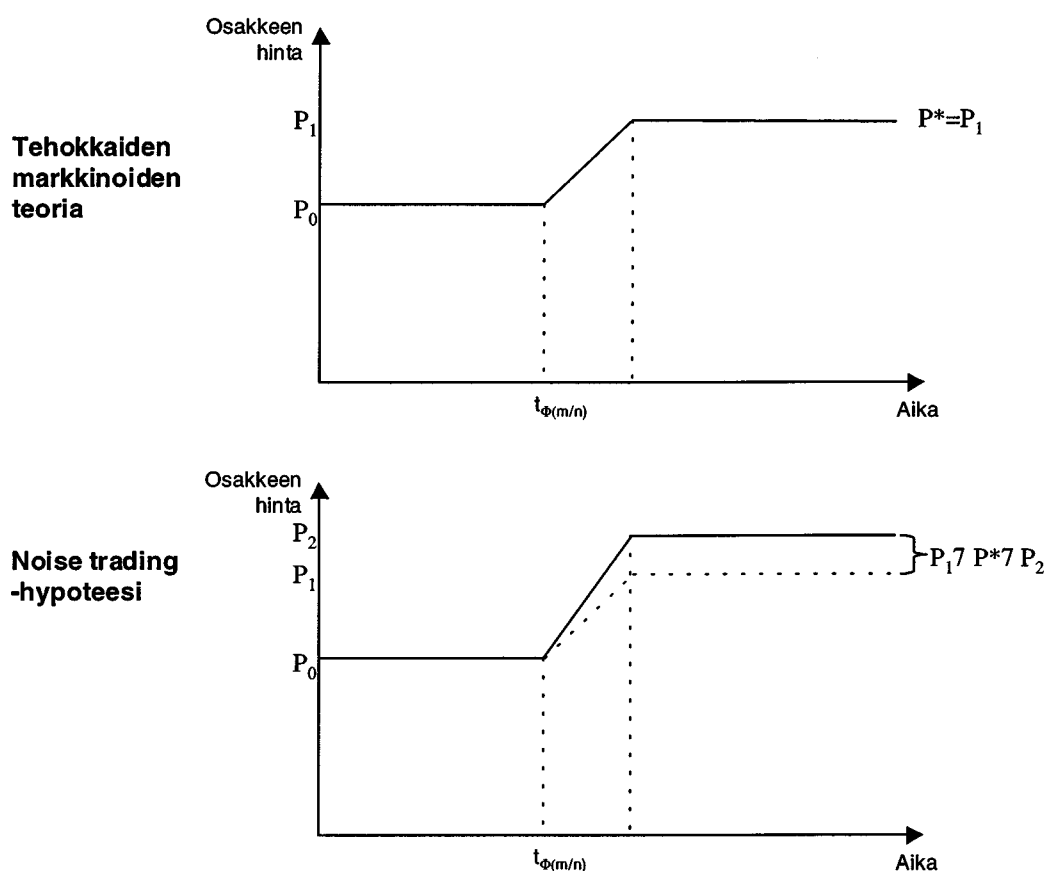 Osakkeen
hinta
P₁
P*=P₁
Tehokkaiden
markkinoiden
teoria
P₀
tΦ(m/n)
Aika
Osakkeen
hinta
P₂
Noise trading
-hypoteesi
P₁7 P*7 P₂
P₁
P₀
tΦ(m/n)
Aika